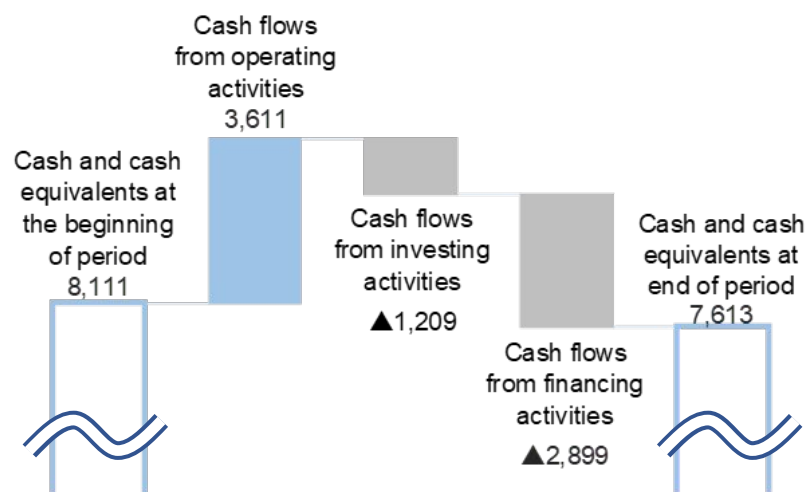 Cash flows
from operating
activities
3,611
Cash and cash
equivalents at
the beginning
of period
8,111
Cash flows
from investing
activities
▲1,209
Cash flows
from financing
activities
▲2,899
Cash and cash
equivalents at
end of period
7,613